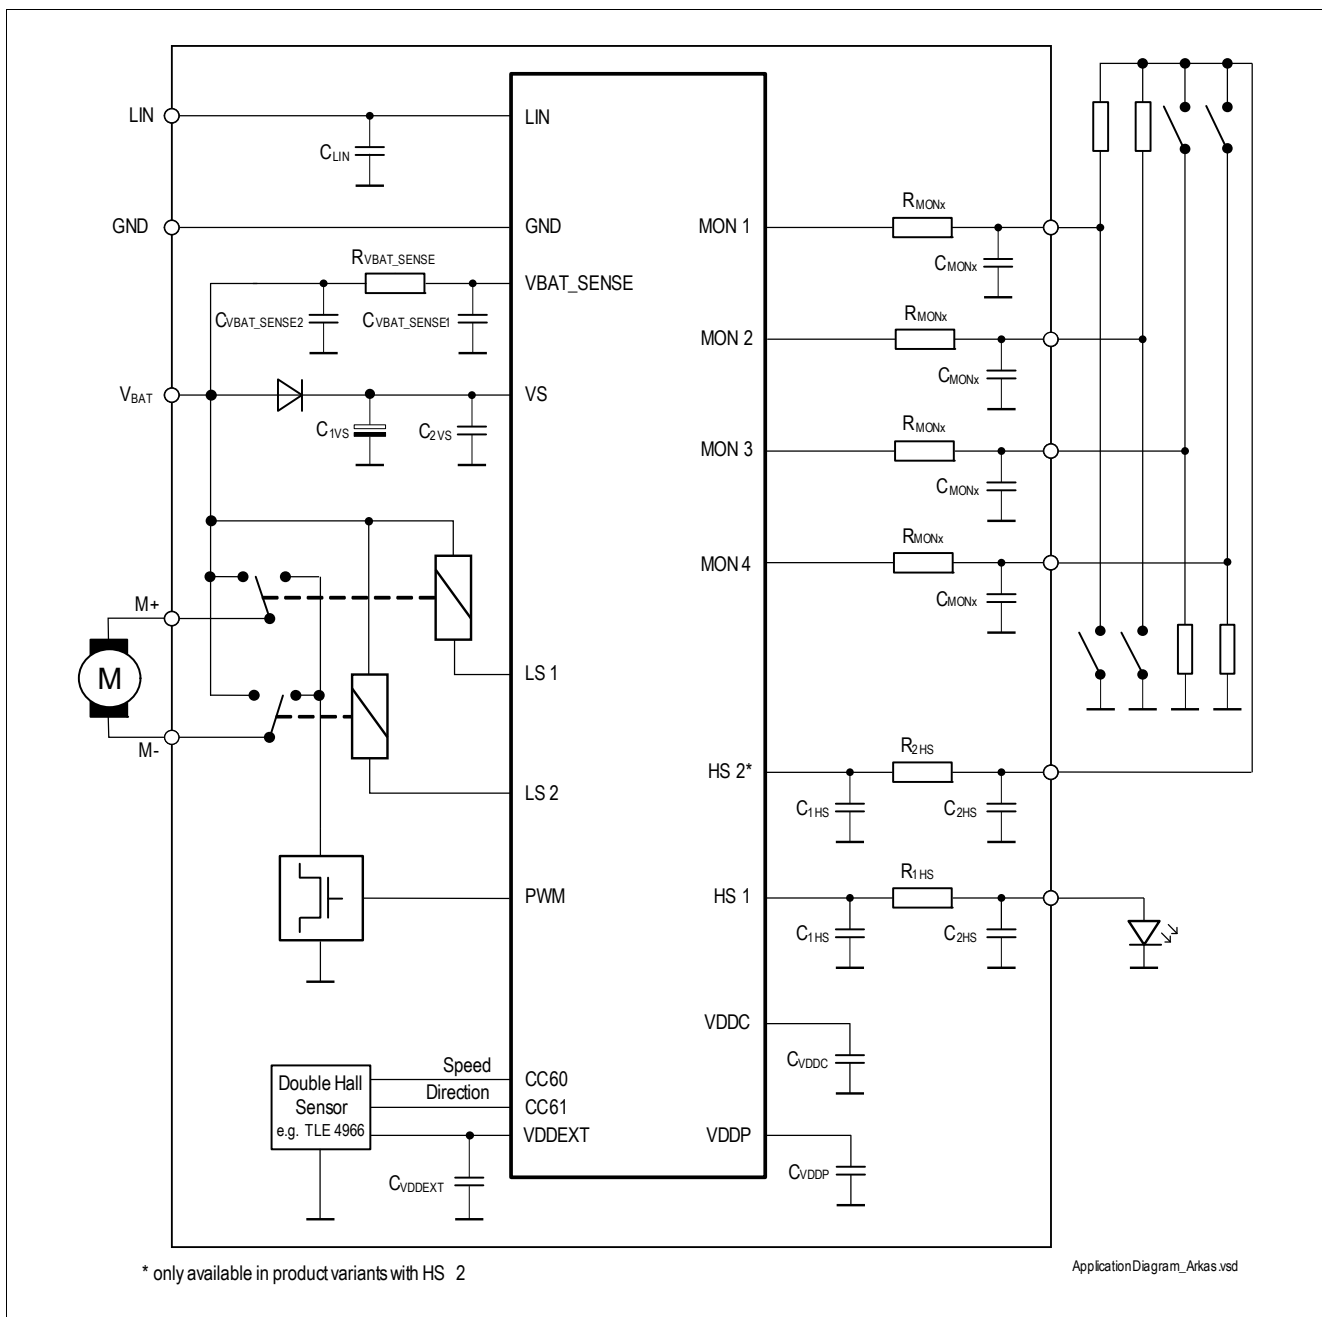 LIN
LIN
CLIN
GND
GND
MON 1
RMONx
CMONx
RVBAT_SENSE
VBAT_SENSE
CVBAT_SENSE2
CVBAT_SENSE1
MON 2
RMONx
CMONx
VBAT
VS
C1VS
C2VS
MON 3
RMONx
CMONx
MON 4
RMONx
CMONx
M+
M
M-
LS 1
LS 2
HS 2*
R2HS
C1HS
C2HS
PWM
HS 1
R1HS
C1HS
C2HS
VDDC
CVDDC
Double Hall
Sensor
e.g. TLE 4966
Speed
Direction
CC60
CC61
VDDEXT
CVDDEXT
VDDP
CVDDP
* only available in product variants with HS 2
ApplicationDiagram_Arkas.vsd